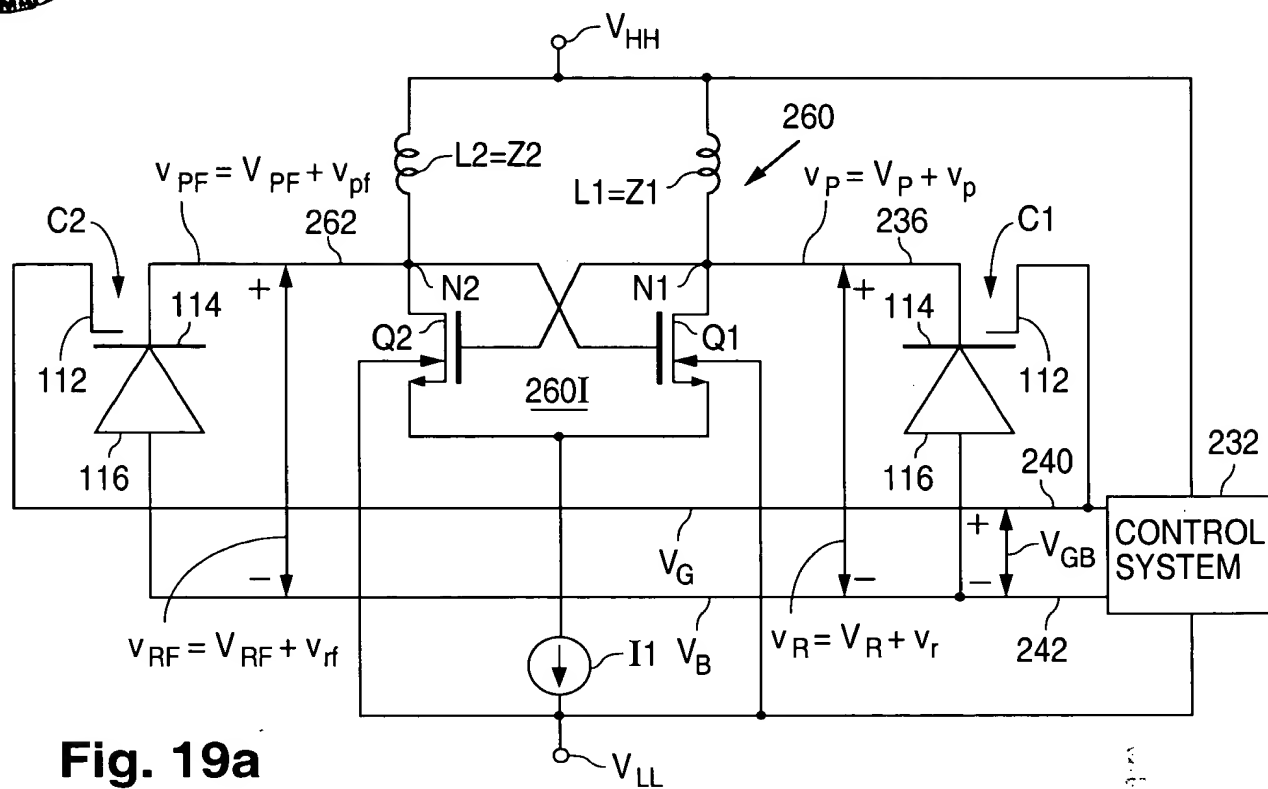 V_HH
260
L2=Z2
L1=Z1
v_PF = V_PF + v_pf
v_P = V_P + v_p
C2
262
236
C1
+
N2
N1
+
114
Q2
Q1
114
112
260I
112
116
116
240
232
+
V_GB
−
CONTROL
SYSTEM
−
V_G
−
v_RF = V_RF + v_rf
I1
V_B
v_R = V_R + v_r
242
Fig. 19a
V_LL